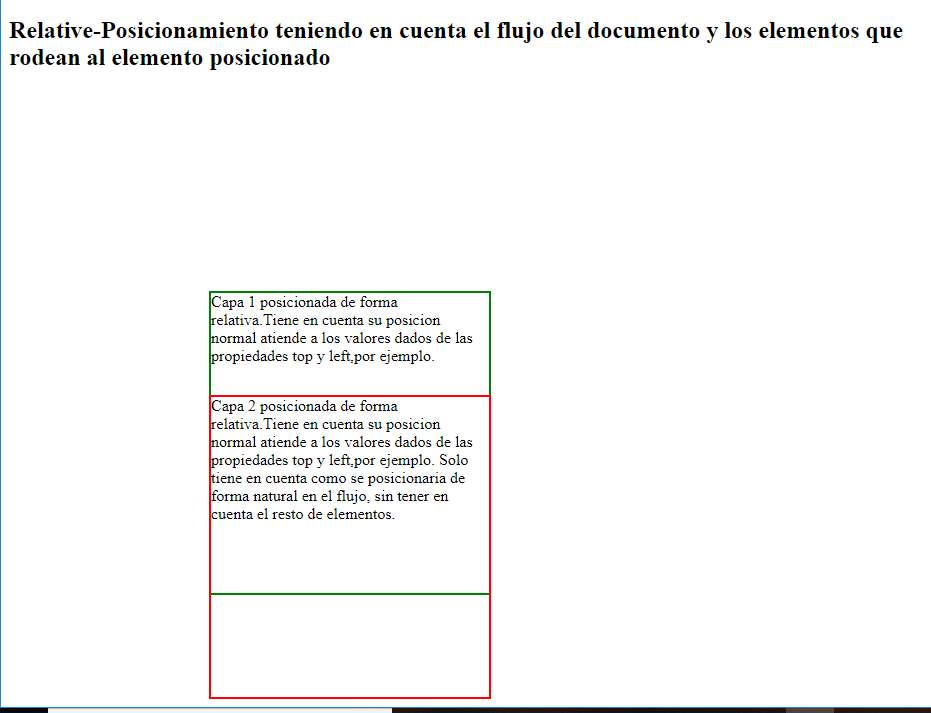 Relative-Posicionamiento teniendo en cuenta el flujo del documento y los elementos que
rodean al elemento posicionado
Capa 1 posicionada de forma
relativa.Tiene en cuenta su posicion
normal atiende a los valores dados de las
propiedades top y left,por ejemplo.
Capa 2 posicionada de forma
relativa.Tiene en cuenta su posicion
normal atiende a los valores dados de las
propiedades top y left,por ejemplo. Solo
tiene en cuenta como se posicionaria de
forma natural en el flujo, sin tener en
cuenta el resto de elementos.